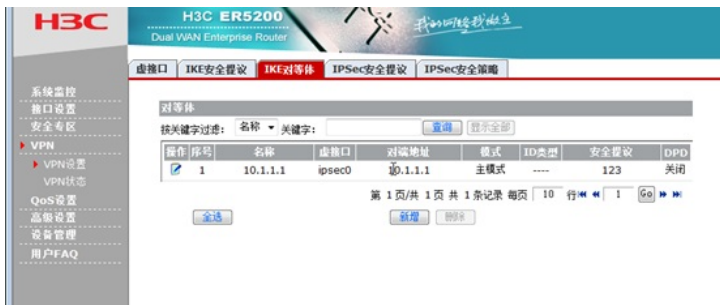 H3C
H3C ER5200
Dual WAN Enterprise Router
虚接口 IKE安全提议 IKE对等体 IPSec安全提议 IPSec安全策略
系统监控
接口设置
安全专区
VPN
VPN设置
VPN状态
QoS设置
高级设置
设备管理
用户FAQ
对等体
按关键字过滤: 名称 关键字: 查询 显示全部
操作 序号 名称 虚接口 对端地址 模式 ID类型 安全提议 DPD
1 10.1.1.1 ipsec0 10.1.1.1 主模式 ---- 123 关闭
第 1 页/共 1 页 共 1 条记录 每页 10 行 1 Go
全选 新增 删除